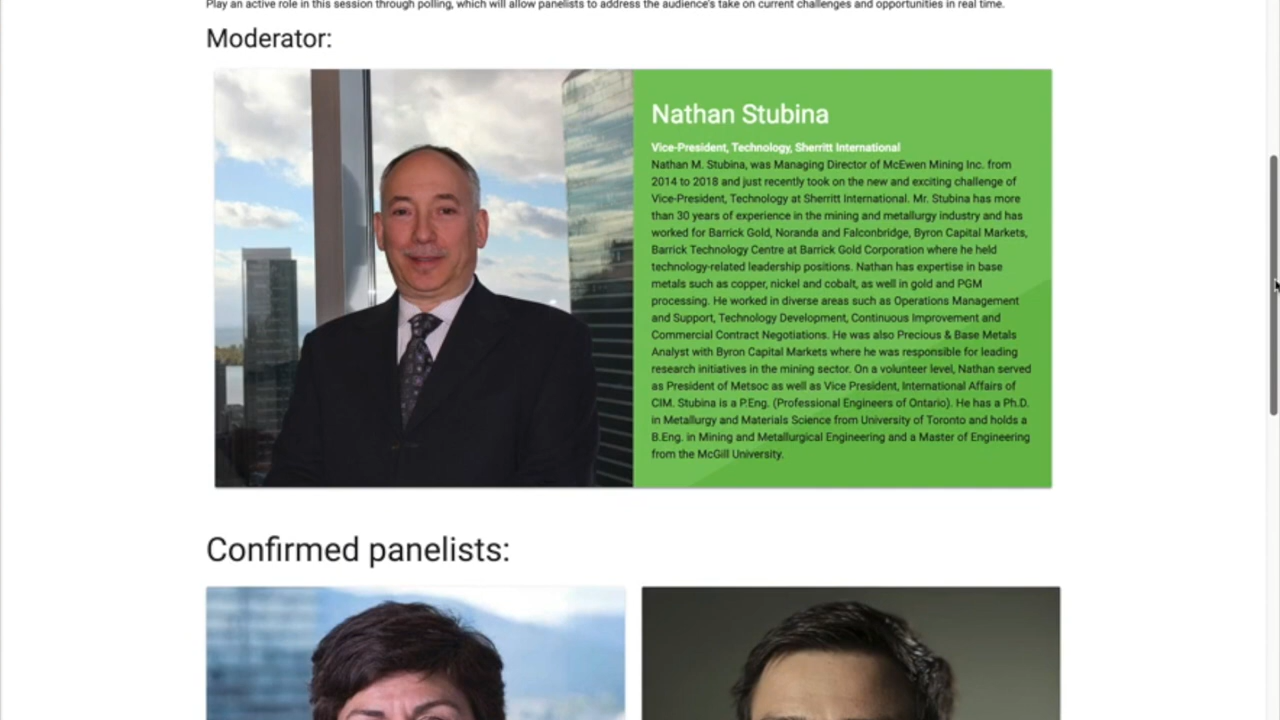 Play an active role in this session through polling, which will allow panelists to address the audience's take on current challenges and opportunities in real time.
Moderator:
Nathan Stubina
Vice-President, Technology, Sherritt International
Nathan M. Stubina, was Managing Director of McEwen Mining Inc. from
2014 to 2018 and just recently took on the new and exciting challenge of
Vice-President, Technology at Sherritt International. Mr. Stubina has more
than 30 years of experience in the mining and metallurgy industry and has
worked for Barrick Gold, Noranda and Falconbridge, Byron Capital Markets,
Barrick Technology Centre at Barrick Gold Corporation where he held
technology-related leadership positions. Nathan has expertise in base
metals such as copper, nickel and cobalt, as well in gold and PGM
processing. He worked in diverse areas such as Operations Management
and Support, Technology Development, Continuous Improvement and
Commercial Contract Negotiations. He was also Precious & Base Metals
Analyst with Byron Capital Markets where he was responsible for leading
research initiatives in the mining sector. On a volunteer level, Nathan served
as President of Metsoc as well as Vice President, International Affairs of
CIM. Stubina is a P.Eng. (Professional Engineers of Ontario). He has a Ph.D.
in Metallurgy and Materials Science from University of Toronto and holds a
B.Eng. in Mining and Metallurgical Engineering and a Master of Engineering
from the McGill University.
Confirmed panelists: